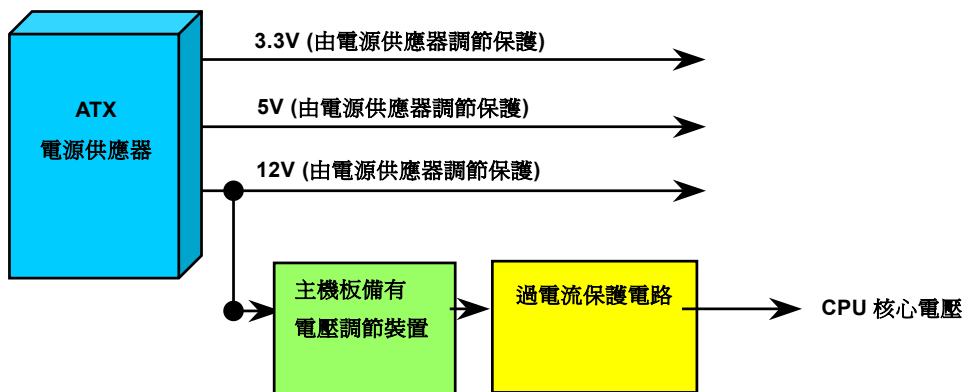 3.3V (由電源供應器調節保護)
ATX
電源供應器
5V (由電源供應器調節保護)
12V (由電源供應器調節保護)
主機板備有
電壓調節裝置
過電流保護電路
CPU 核心電壓